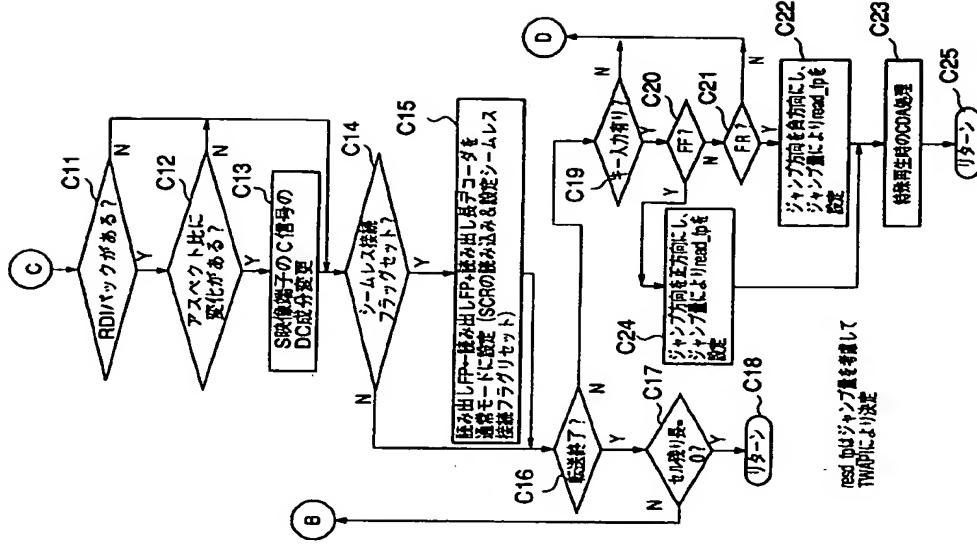 C
C11
RDIパックがある?
N
Y
C12
アスペクト比に
変化がある?
N
Y
C13
S映像端子のC信号の
DC成分変更
C14
シームレス接続
フラッグセット?
N
Y
C15
読み出しFP←読み出しFP+読み出し長デコーダを
通常モードに設定(SCRの読み込み&設定シームレス
接続フラグリセット)
C16
転送終了?
N
Y
C17
セル残り長=
0?
N
Y
C18
リターン
B
C19
キー入力有り?
N
Y
C20
FF?
Y
N
C21
FR?
N
Y
D
C22
ジャンプ方向を負方向にし、
ジャンプ量によりread_fpを
設定
C24
ジャンプ方向を正方向にし、
ジャンプ量によりread_fpを
設定
C23
特殊再生時のCDA処理
C25
リターン
read_fpはジャンプ量を考慮して
TWAPIにより決定